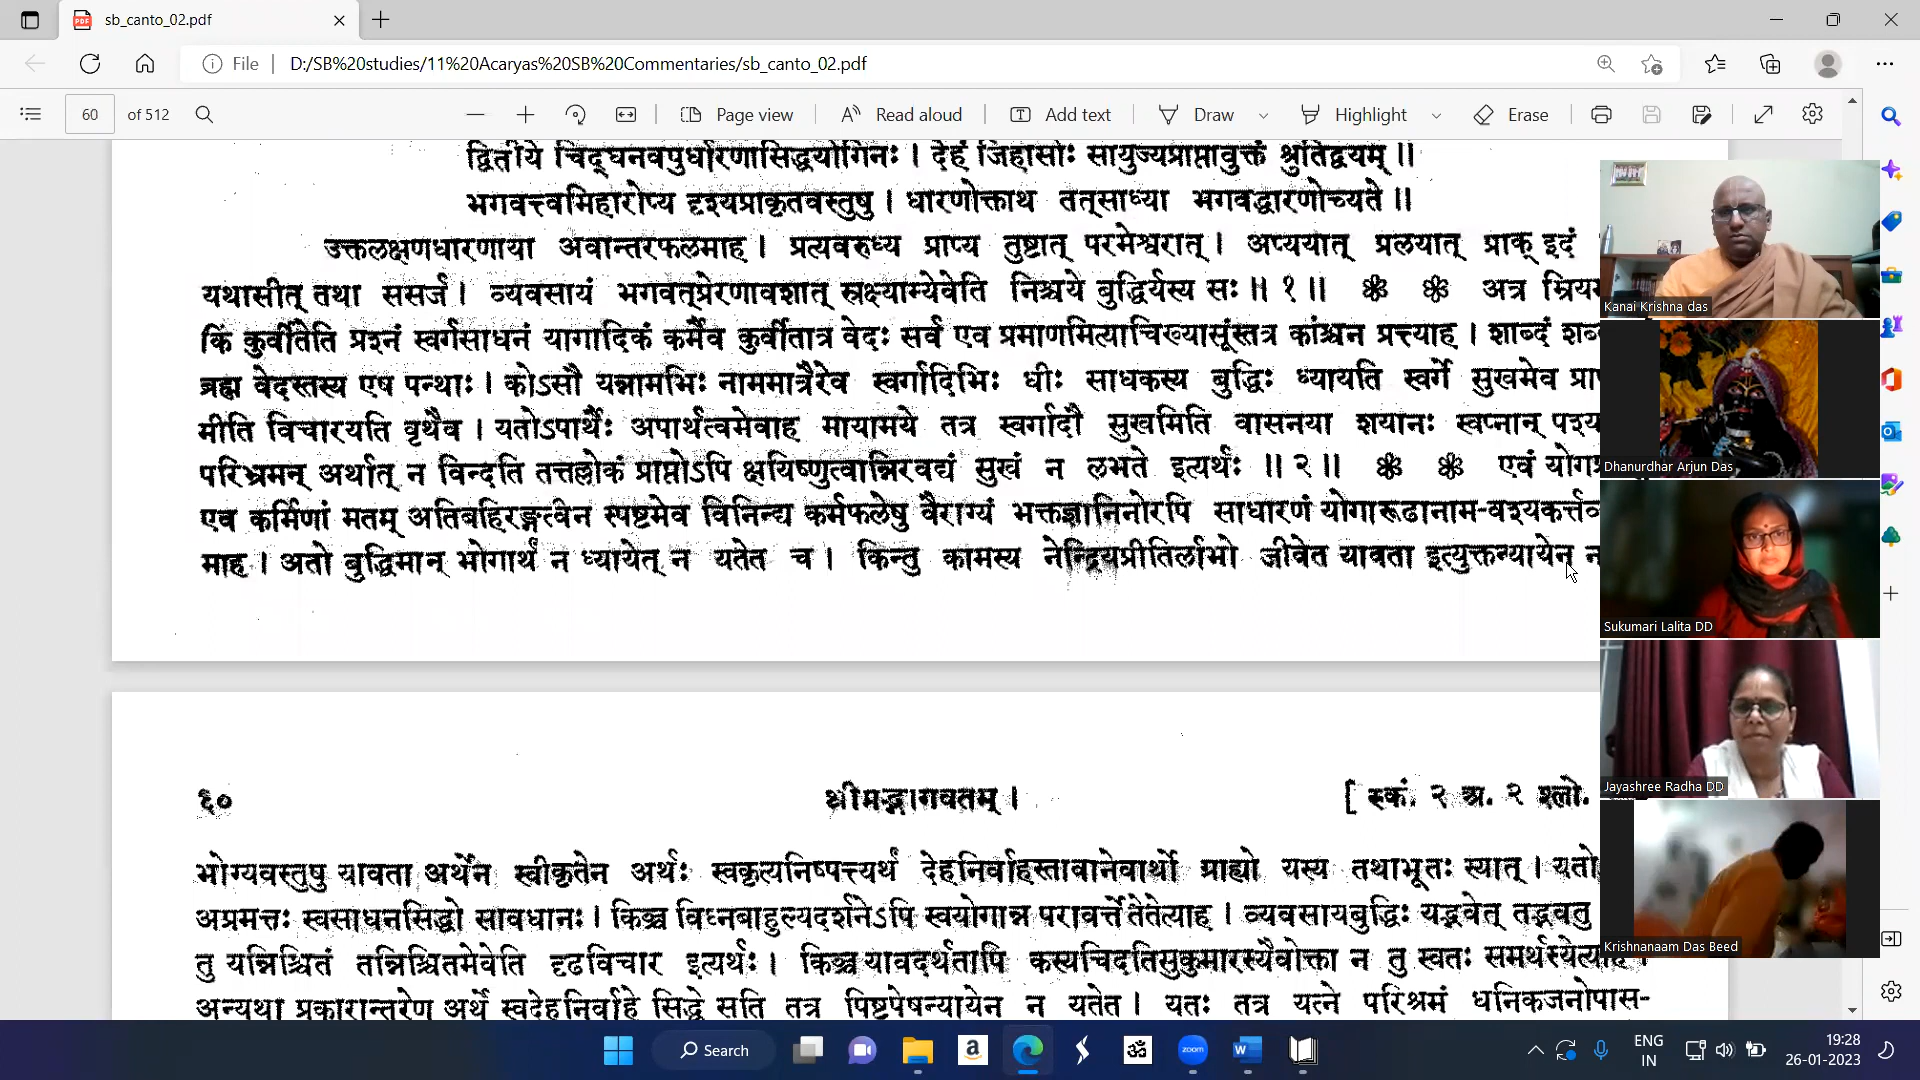 sb_canto_02.pdf
File
D:/SB%20studies/11%20Acaryas%20SB%20Commentaries/sb_canto_02.pdf
60 of 512
Page view
Read aloud
Add text
Draw
Highlight
Erase
द्वितीये चिद्घनवपुर्धारणासिद्धयोगिनः । देहं जिहासोः सायुज्यप्राप्तावुक्तं श्रुतिद्वयम् ॥
भगवत्त्वमिहारोप्य दृश्यप्राकृतवस्तुषु । धारणोक्ताथ तत्साध्या भगवद्धारणोच्यते ॥
उक्तलक्षणधारणाया अवान्तरफलमाह । प्रत्यवरुध्य प्राप्य तुष्टात् परमेश्वरात् । अप्ययात् प्रलयात् प्राक् इदं
यथासीत् तथा ससर्ज । व्यवसायं भगवत्प्रेरणावशात् स्रक्ष्याम्येवेति निश्चये बुद्धिर्यस्य सः ॥ १ ॥ ❀ ❀ अत्र
किं कुर्वीतेति प्रश्नं स्वर्गसाधनं यागादिकं कर्मैव कुर्वीतात्र वेदः सर्व एव प्रमाणमित्याचिख्यासूंस्तत्र कांश्चन प्रत्याह । शाब्दं
ब्रह्म वेदस्तस्य एष पन्थाः । कोऽसौ यन्नामभिः नाममात्रैरेव स्वर्गादिभिः धीः साधकस्य बुद्धिः ध्यायति स्वर्गे सुखमेव
मीति विचारयति वृथैव । यतोऽपार्थैः अपार्थत्वमेवाह मायामये तत्र स्वर्गादौ सुखमिति वासनया शयानः स्वप्नान्
परिभ्रमन् अर्थात् न विन्दति तत्तल्लोकं प्राप्तोऽपि क्षयिष्णुत्वान्निरवद्यं सुखं न लभते इत्यर्थः ॥ २ ॥ ❀ ❀ एवं
एव कर्मिणां मतम् अतिबहिरङ्गत्वेन स्पष्टमेव विनिन्द्य कर्मफलेषु वैराग्यं भक्तज्ञानिनोरपि साधारणं योगारूढानाम-
माह । अतो बुद्धिमान् भोगार्थं न ध्यायेत् न यतेत च । किन्तु कामस्य नेन्द्रियप्रीतिर्लाभो जीवेत यावता इत्युक्तन्यायेन
६० श्रीमद्भागवतम् । [ स्कं. २ अ. २ श्लो.
भोग्यवस्तुषु यावता अर्थेन स्वीकृतेन अर्थः स्वकृत्यनिष्पत्त्यर्थं देहनिर्वाहस्तावानेवार्थो ग्राह्यो यस्य तथाभूतः स्यात् । यतो
अप्रमत्तः स्वसाधनसिद्धो सावधानः । किञ्च विघ्नबाहुल्यदर्शनेऽपि स्वयोगान्न परावर्त्तेतेत्याह । व्यवसायबुद्धिः यद्भवेत् तद्भवतु
तु यन्निश्चितं तन्निश्चितमेवेति दृढविचार इत्यर्थः । किञ्च यावदर्थतापि कस्यचिदतिसुकुमारस्यैवोक्ता न तु स्वतः समर्थस्येत्याह ।
अन्यथा प्रकारान्तरेण अर्थे स्वदेहनिर्वाहे सिद्धे सति तत्र पिष्टपेषन्यायेन न यतेत । यतः तत्र यत्ने परिश्रमं धनिकजनोपास-
Kanai Krishna das
Dhanurdhar Arjun Das
Sukumari Lalita DD
Jayashree Radha DD
Krishnanaam Das Beed
Search
zoom
ENG
IN
19:28
26-01-2023